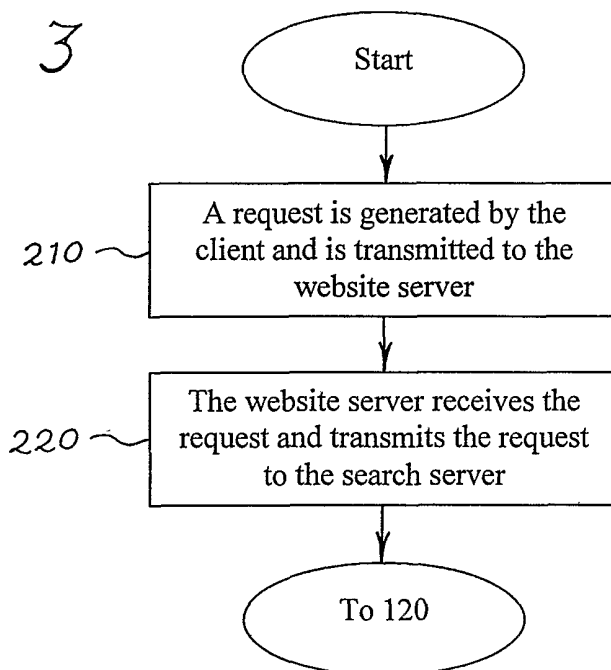 3
Start
210
A request is generated by the
client and is transmitted to the
website server
220
The website server receives the
request and transmits the request
to the search server
To 120